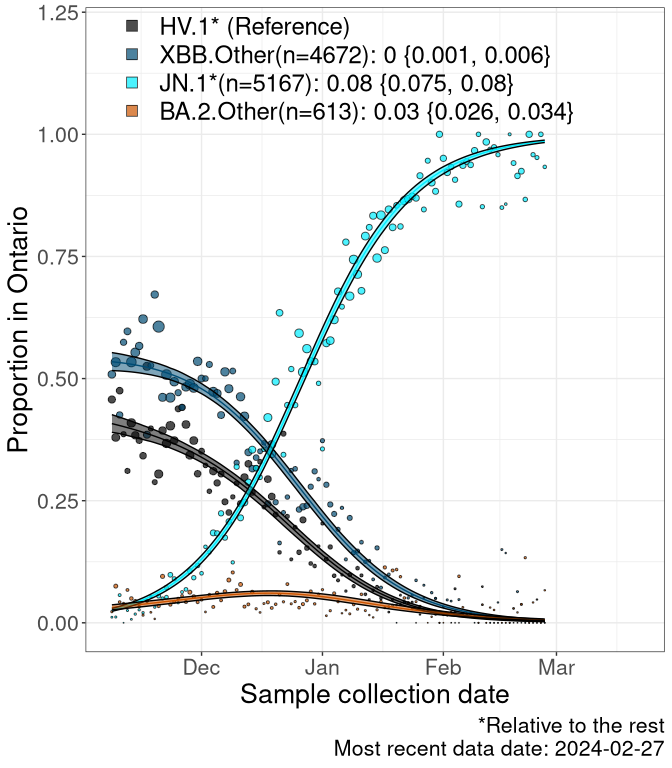 HV.1* (Reference)
XBB.Other(n=4672): 0 {0.001, 0.006}
JN.1*(n=5167): 0.08 {0.075, 0.08}
BA.2.Other(n=613): 0.03 {0.026, 0.034}
1.25
1.00
0.75
0.50
0.25
0.00
Proportion in Ontario
Dec Jan Feb Mar
Sample collection date
*Relative to the rest
Most recent data date: 2024-02-27